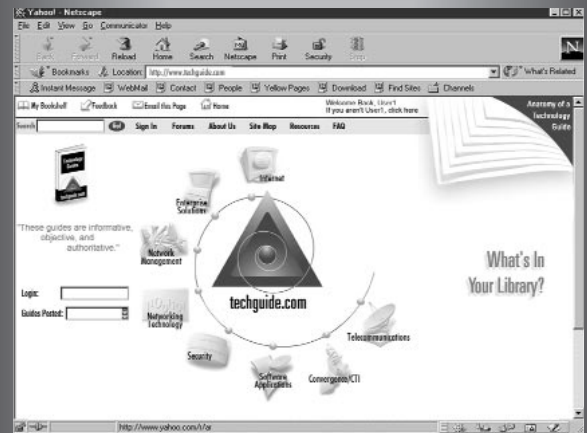 Yahoo! - Netscape
File Edit View Go Communicator Help
Back Forward Reload Home Search Netscape Print Security Stop
Bookmarks Location: http://www.techguide.com What's Related
Instant Message WebMail Contact People Yellow Pages Download Find Sites Channels
My Bookshelf Feedback Email this Page Home
Welcome Back, User1
If you aren't User1, click here
Search Go! Sign In Forums About Us Site Map Resources FAQ
Anatomy of a
Technology
Guide
Internet
Enterprise
Solutions
"These guides are informative,
objective, and
authoritative."
Network
Management
What's In
Your Library?
Login:
Guides Posted:
techguide.com
Networking
Technology
Telecommunications
Security
Software
Applications
Convergence/CTI
http://www.yahoo.com/r/ar